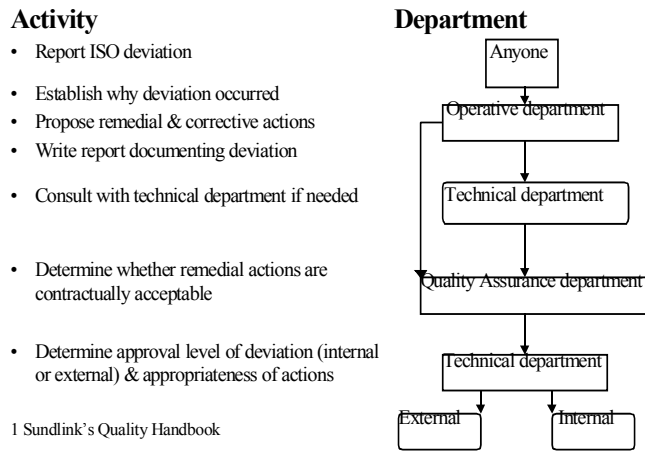 Activity
Department
• Report ISO deviation
Anyone
• Establish why deviation occurred
Operative department
• Propose remedial & corrective actions
• Write report documenting deviation
• Consult with technical department if needed
Technical department
• Determine whether remedial actions are
contractually acceptable
Quality Assurance department
• Determine approval level of deviation (internal
or external) & appropriateness of actions
Technical department
External
Internal
1 Sundlink's Quality Handbook